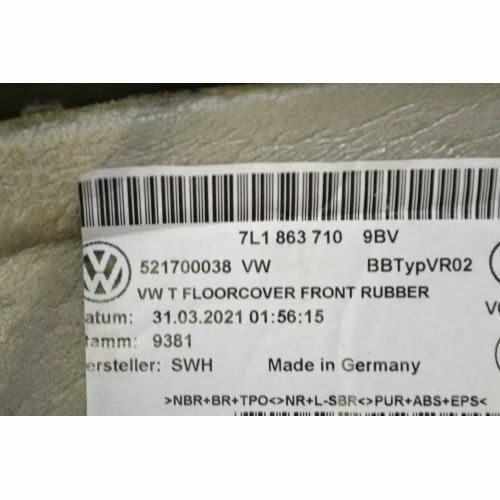 7L1 863 710 9BV
521700038 VW BBTypVR02
VW T FLOORCOVER FRONT RUBBER
atum: 31.03.2021 01:56:15
tamm: 9381
ersteller: SWH Made in Germany
>NBR+BR+TPO<>NR+L-SBR<>PUR+ABS+EPS<